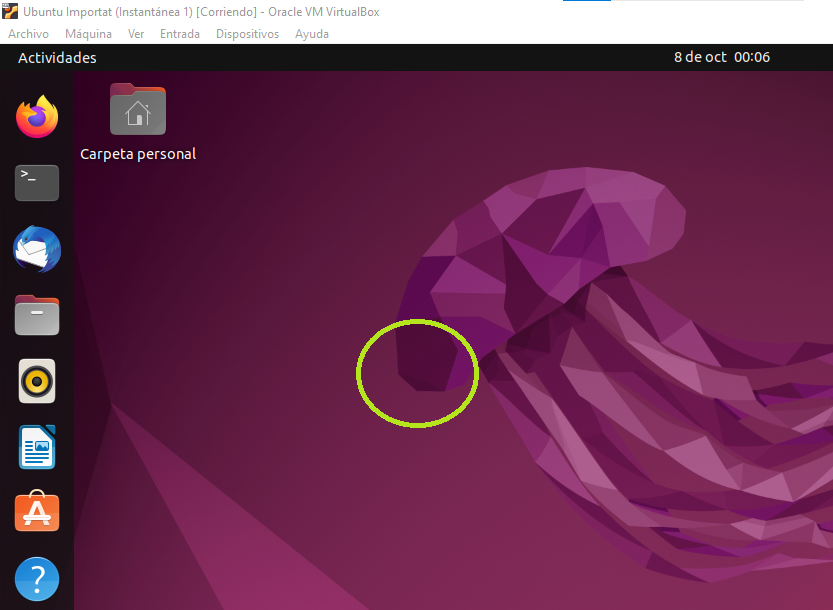 Ubuntu Importat (Instantánea 1) [Corriendo] - Oracle VM VirtualBox
Archivo Máquina Ver Entrada Dispositivos Ayuda
Actividades 8 de oct 00:06
>_
Carpeta personal
A
?